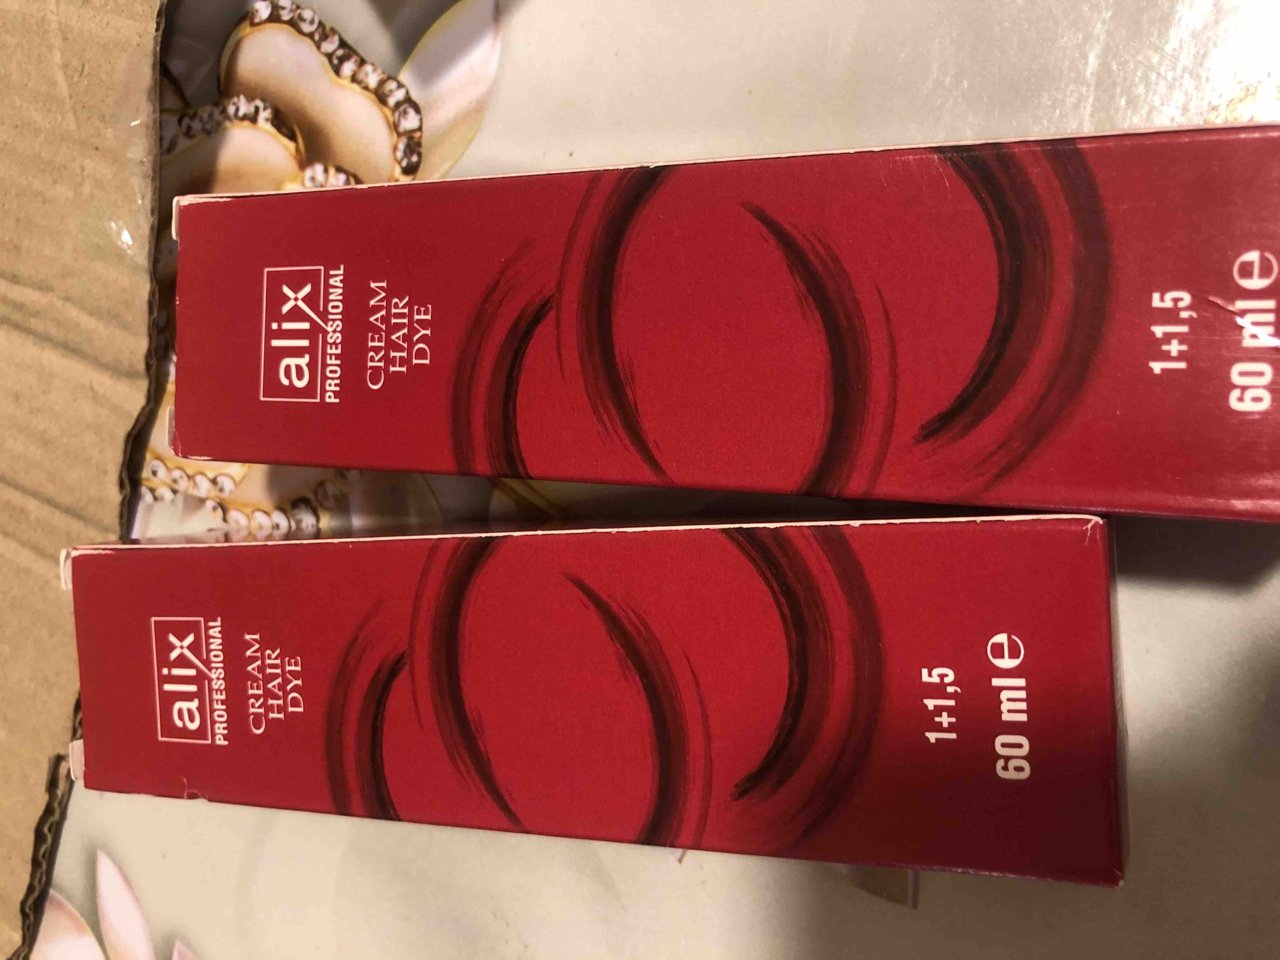 alix
PROFESSIONAL
CREAM
HAIR
DYE
1+1,5
60 ml e
alix
PROFESSIONAL
CREAM
HAIR
DYE
1+1,5
60 ml e